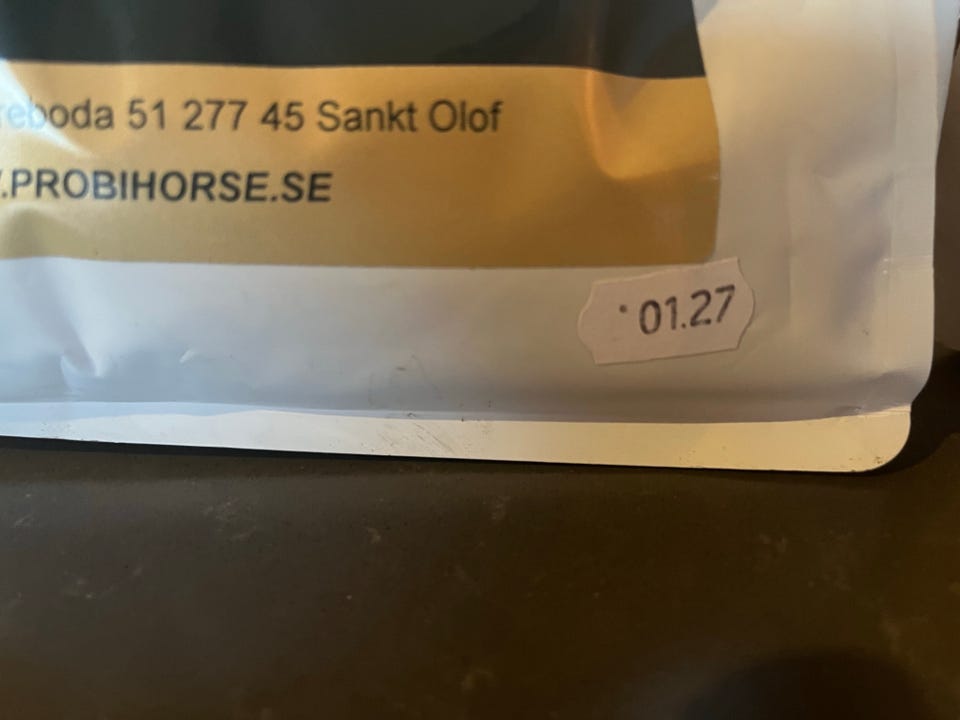 reboda 51 277 45 Sankt Olof
.PROBIHORSE.SE
01.27